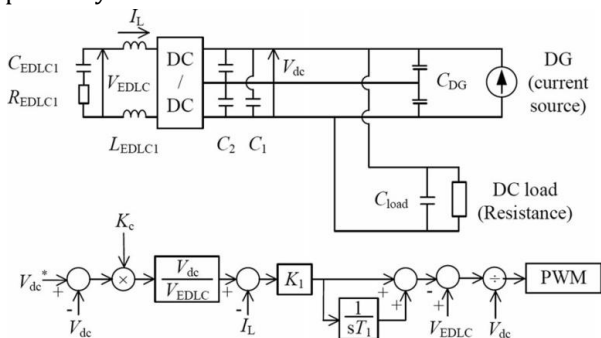 I_L
C_EDLC1
R_EDLC1
V_EDLC
L_EDLC1
DC
/
DC
C_2 C_1
V_dc
C_DG
DG
(current
source)
C_load
DC load
(Resistance)
K_c
V_dc* + - V_dc
×
V_dc
V_EDLC
+ - I_L
K_1
1
sT_1
+ +
- + V_EDLC
÷ V_dc
PWM